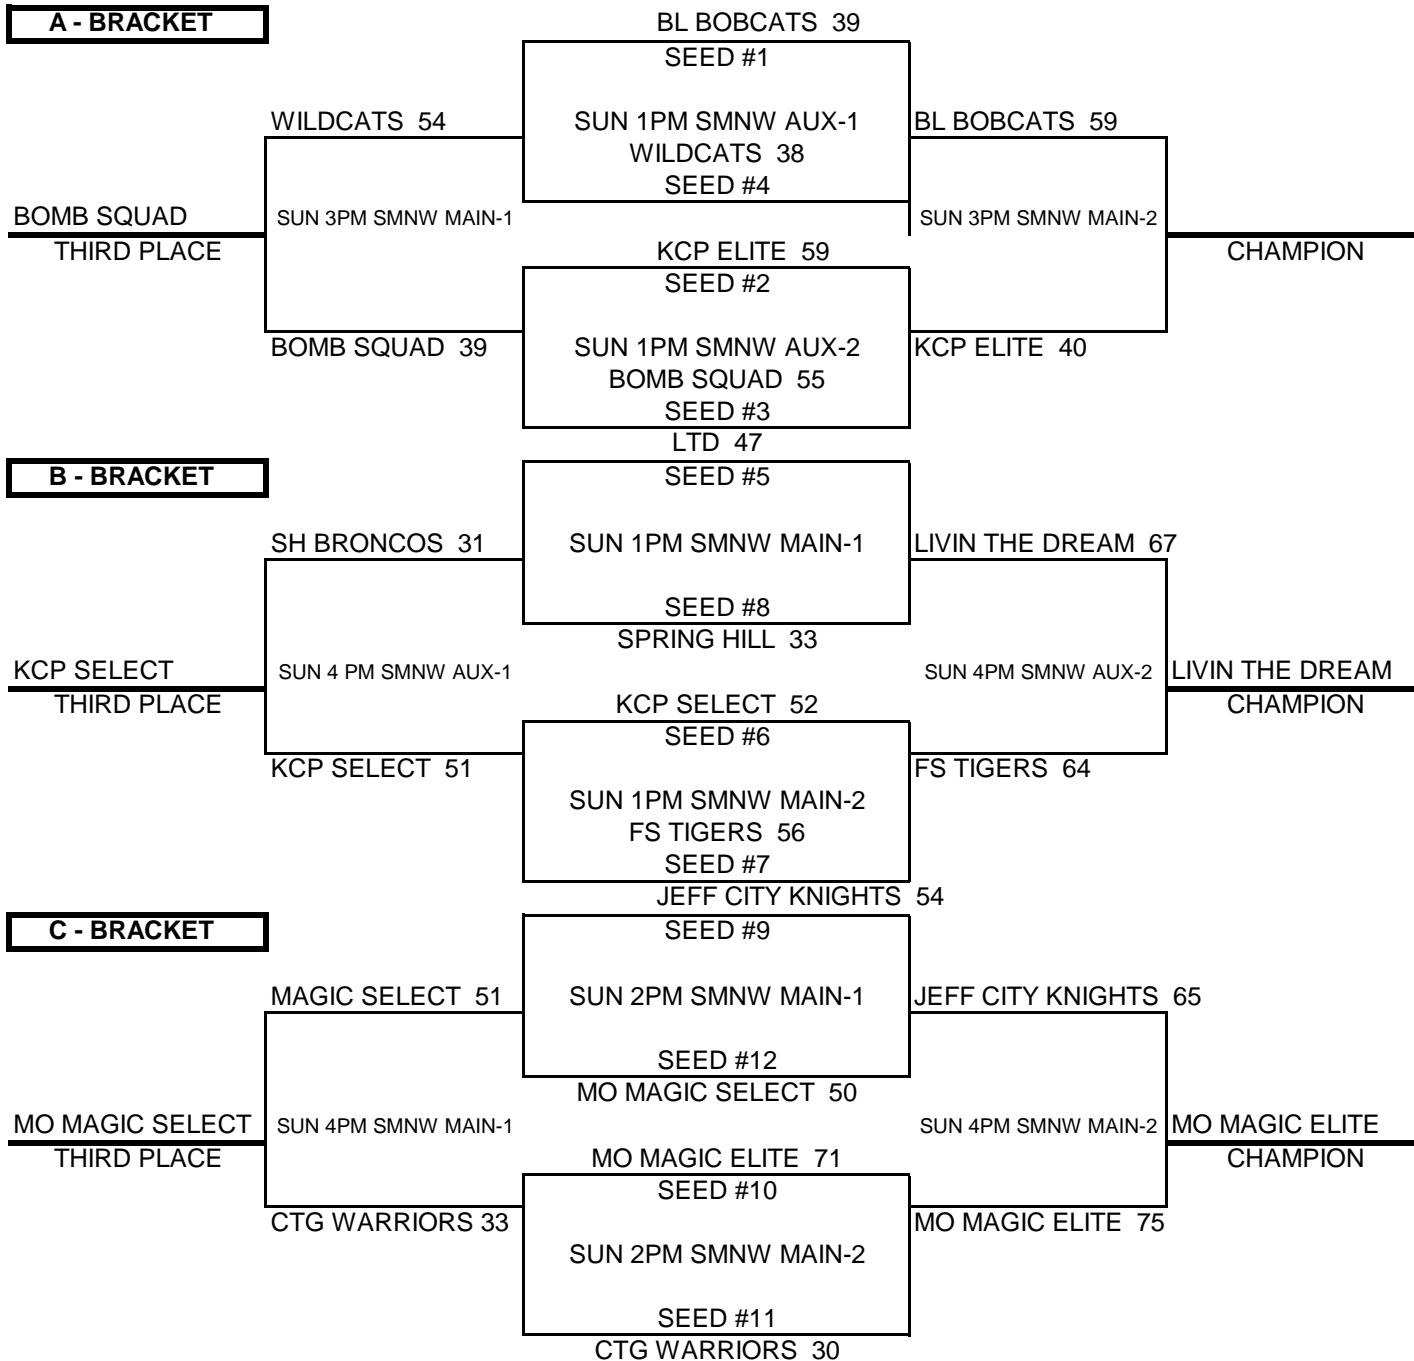 A - BRACKET
BL BOBCATS 39
SEED #1
WILDCATS 54
SUN 1PM SMNW AUX-1
BL BOBCATS 59
WILDCATS 38
SEED #4
BOMB SQUAD
SUN 3PM SMNW MAIN-1
SUN 3PM SMNW MAIN-2
THIRD PLACE
KCP ELITE 59
CHAMPION
SEED #2
BOMB SQUAD 39
SUN 1PM SMNW AUX-2
KCP ELITE 40
BOMB SQUAD 55
SEED #3
LTD 47
B - BRACKET
SEED #5
SH BRONCOS 31
SUN 1PM SMNW MAIN-1
LIVIN THE DREAM 67
SEED #8
SPRING HILL 33
KCP SELECT
SUN 4 PM SMNW AUX-1
SUN 4PM SMNW AUX-2
LIVIN THE DREAM
THIRD PLACE
KCP SELECT 52
CHAMPION
SEED #6
KCP SELECT 51
FS TIGERS 64
SUN 1PM SMNW MAIN-2
FS TIGERS 56
SEED #7
JEFF CITY KNIGHTS 54
C - BRACKET
SEED #9
MAGIC SELECT 51
SUN 2PM SMNW MAIN-1
JEFF CITY KNIGHTS 65
SEED #12
MO MAGIC SELECT 50
MO MAGIC SELECT
SUN 4PM SMNW MAIN-1
SUN 4PM SMNW MAIN-2
MO MAGIC ELITE
THIRD PLACE
MO MAGIC ELITE 71
CHAMPION
SEED #10
CTG WARRIORS 33
MO MAGIC ELITE 75
SUN 2PM SMNW MAIN-2
SEED #11
CTG WARRIORS 30